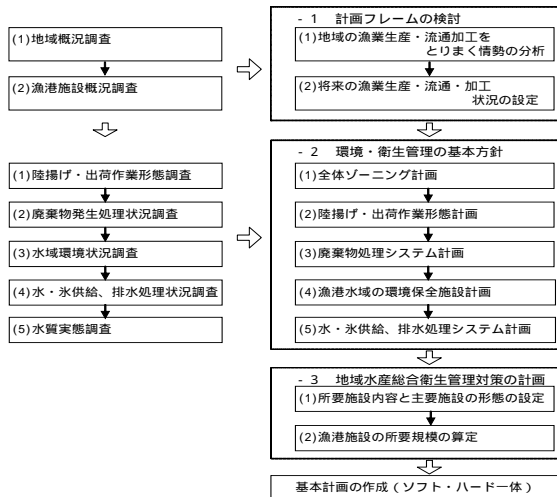 (1)地域概況調査
(2)漁港施設概況調査
(1)陸揚げ・出荷作業形態調査
(2)廃棄物発生処理状況調査
(3)水域環境状況調査
(4)水・氷供給、排水処理状況調査
(5)水質実態調査
- 1 計画フレームの検討
(1)地域の漁業生産・流通加工を
とりまく情勢の分析
(2)将来の漁業生産・流通・加工
状況の設定
- 2 環境・衛生管理の基本方針
(1)全体ゾーニング計画
(2)陸揚げ・出荷作業形態計画
(3)廃棄物処理システム計画
(4)漁港水域の環境保全施設計画
(5)水・氷供給、排水処理システム計画
- 3 地域水産総合衛生管理対策の計画
(1)所要施設内容と主要施設の形態の設定
(2)漁港施設の所要規模の算定
基本計画の作成(ソフト・ハード一体)